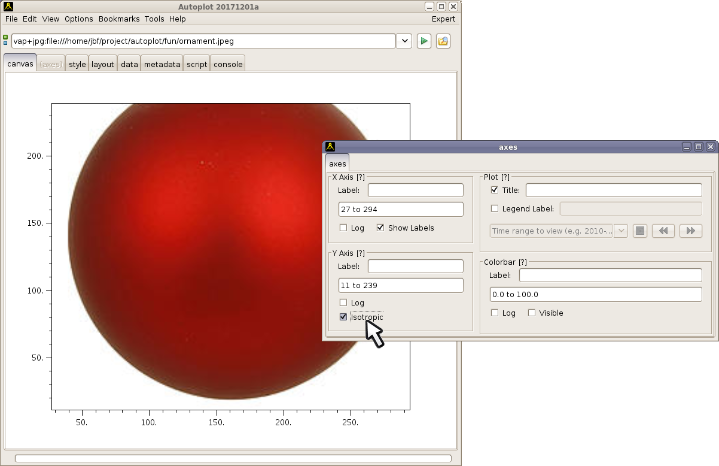 Autoplot 20171201a
File Edit View Options Bookmarks Tools Help Expert
vap+jpg:file:///home/jbf/project/autoplot/fun/ornament.jpeg
canvas (axes) style layout data metadata script console
200.
150.
100.
50.
50. 100. 150. 200. 250.
axes
axes
X Axis [?]
Label:
27 to 294
Log Show Labels
Y Axis [?]
Label:
11 to 239
Log
Isotropic
Plot [?]
Title:
Legend Label:
Time range to view (e.g. 2010-...
Colorbar [?]
Label:
0.0 to 100.0
Log Visible